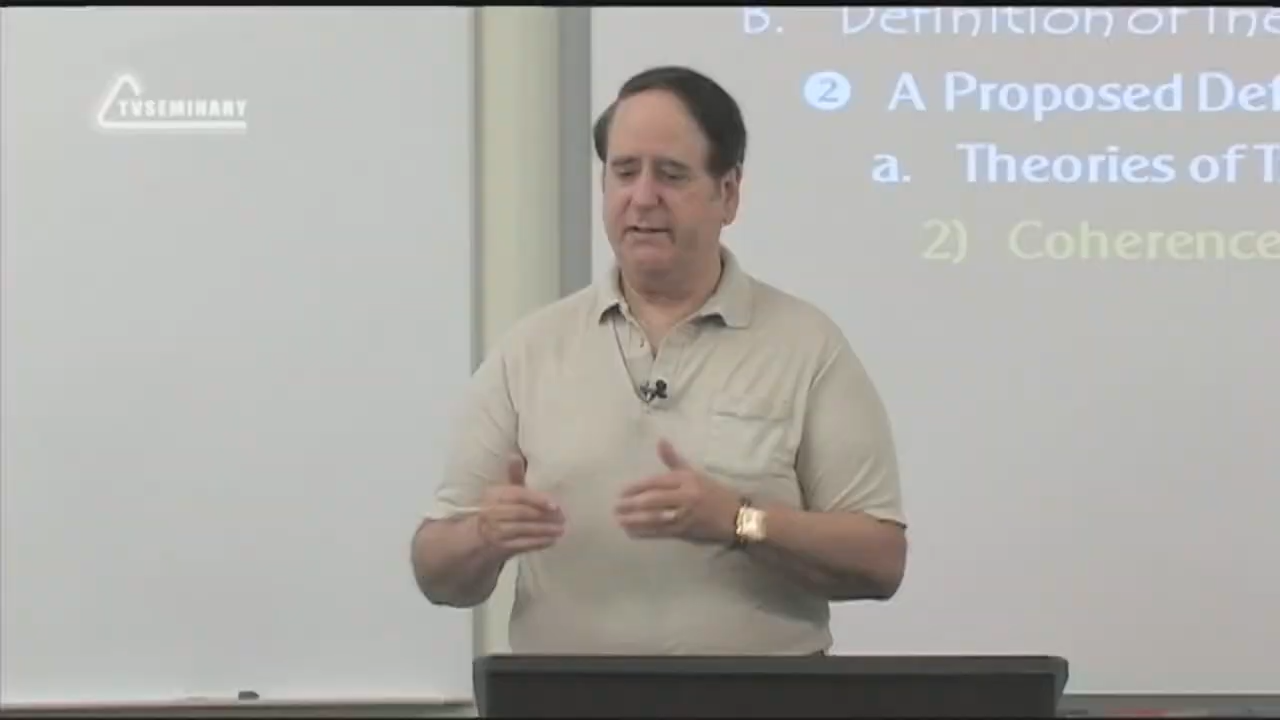 TVSEMINARY
B. Definition of The
2 A Proposed Def
a. Theories of T
2) Coherence